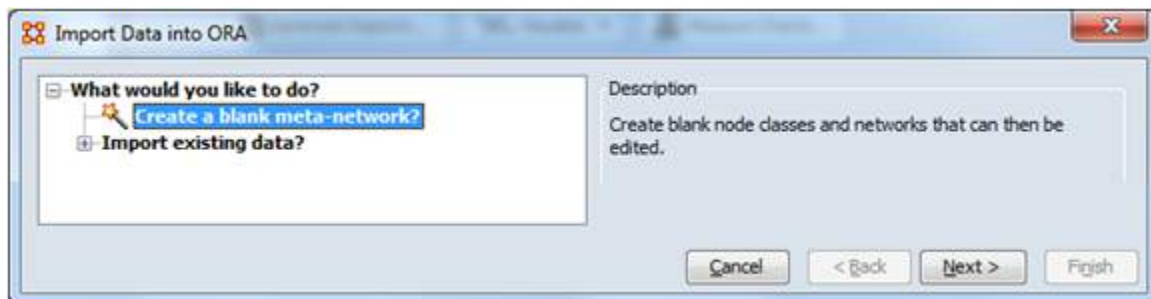 Import Data into ORA
What would you like to do?
Create a blank meta-network?
Import existing data?
Description
Create blank node classes and networks that can then be
edited.
Cancel
< Back
Next >
Finish